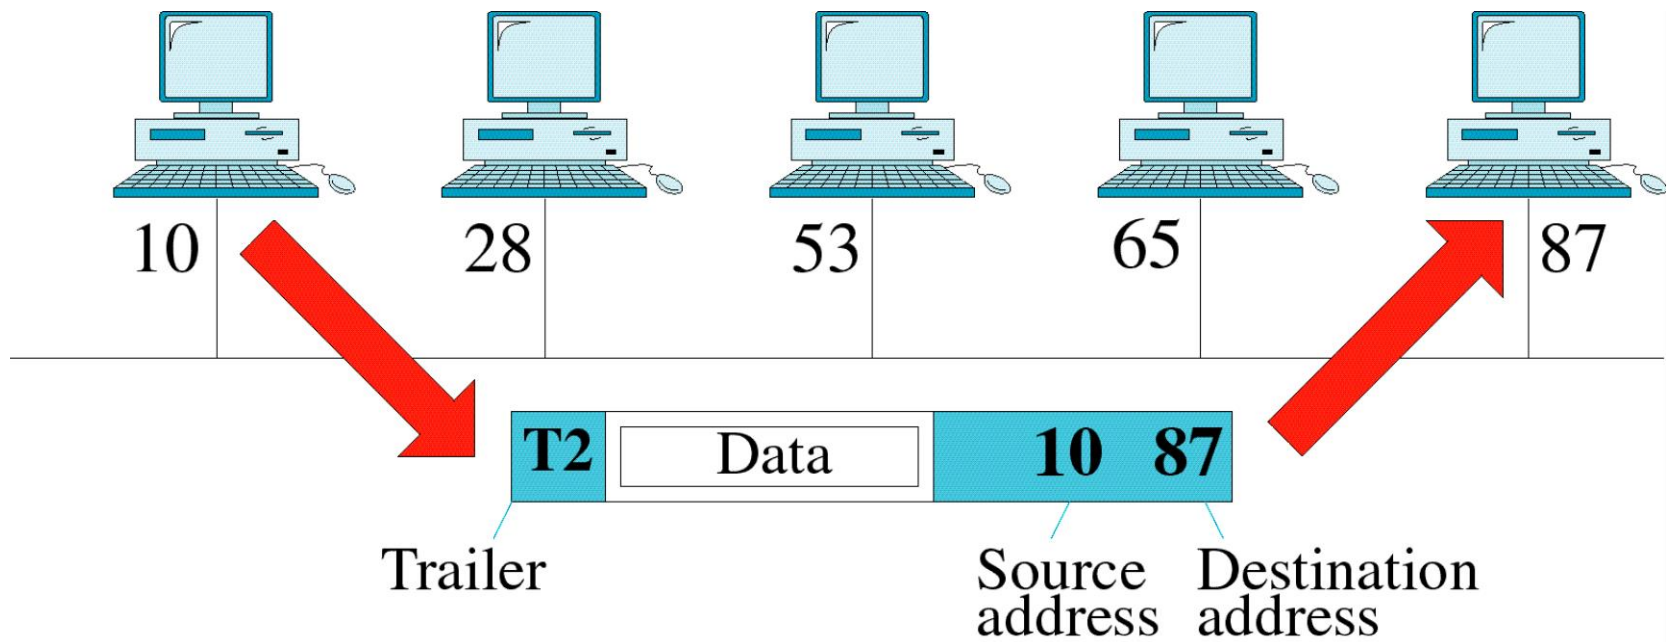 10 28 53 65 87
T2 Data 10 87
Trailer
Source
address
Destination
address